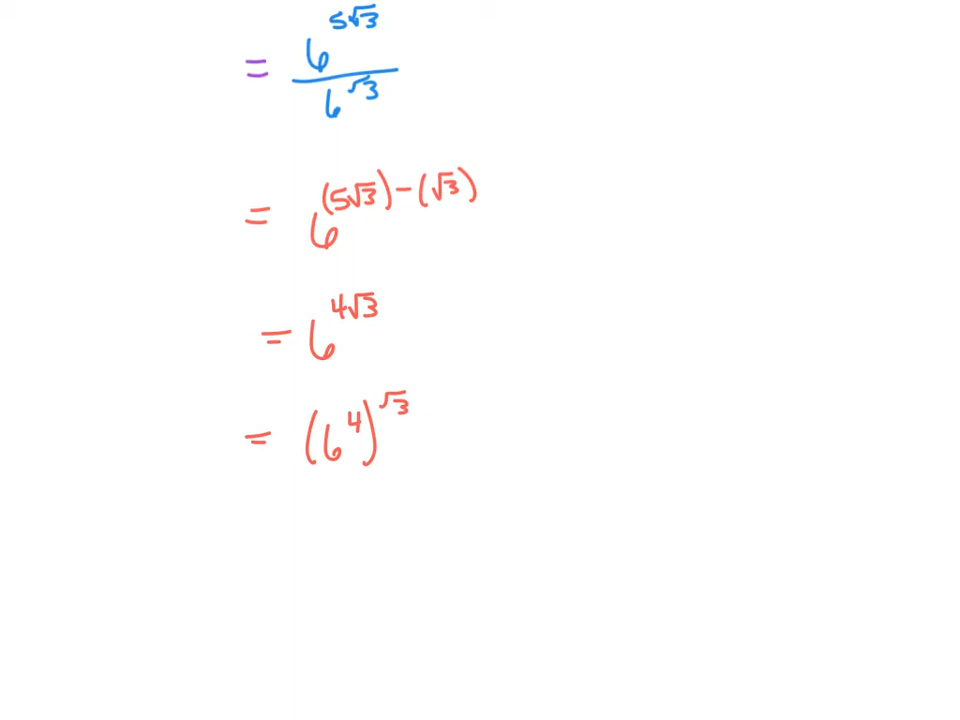 = 6^(5√3) / 6^(√3)
= 6^((5√3) − (√3))
= 6^(4√3)
= (6^4)^(√3)